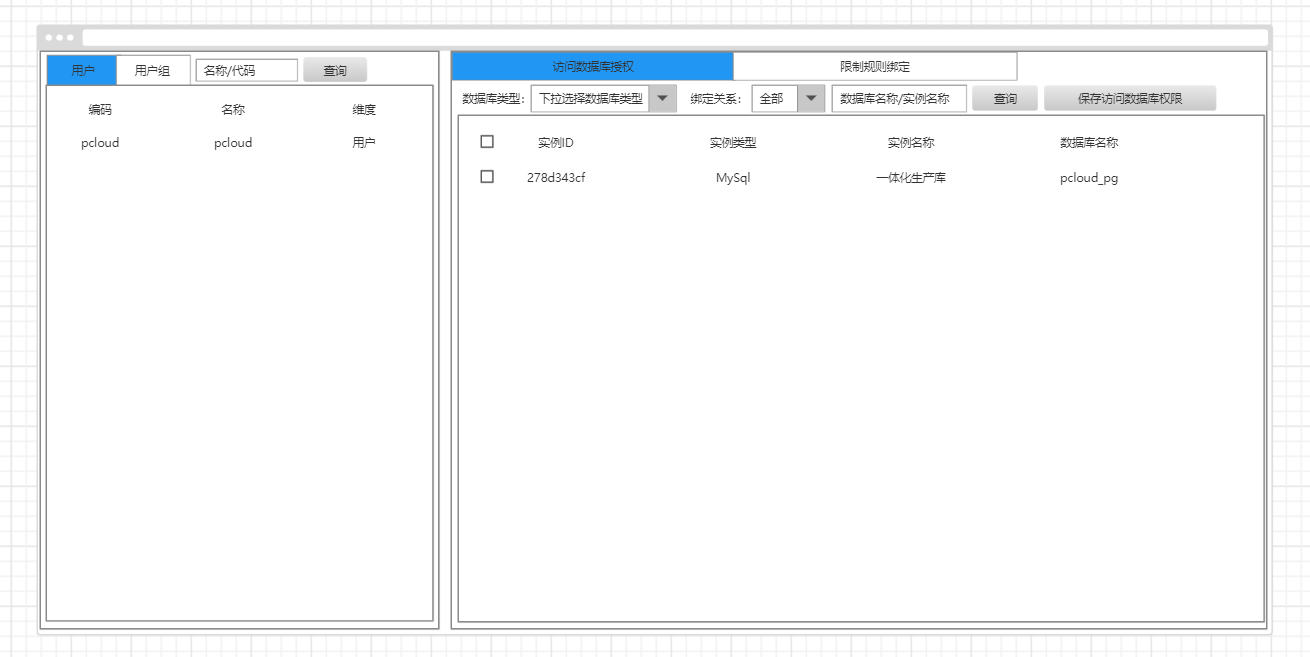 用户 用户组 名称/代码 查询
编码 名称 维度
pcloud pcloud 用户
访问数据库授权 限制规则绑定
数据库类型: 下拉选择数据库类型 绑定关系: 全部 数据库名称/实例名称 查询 保存访问数据库权限
实例ID 实例类型 实例名称 数据库名称
278d343cf MySql 一体化生产库 pcloud_pg